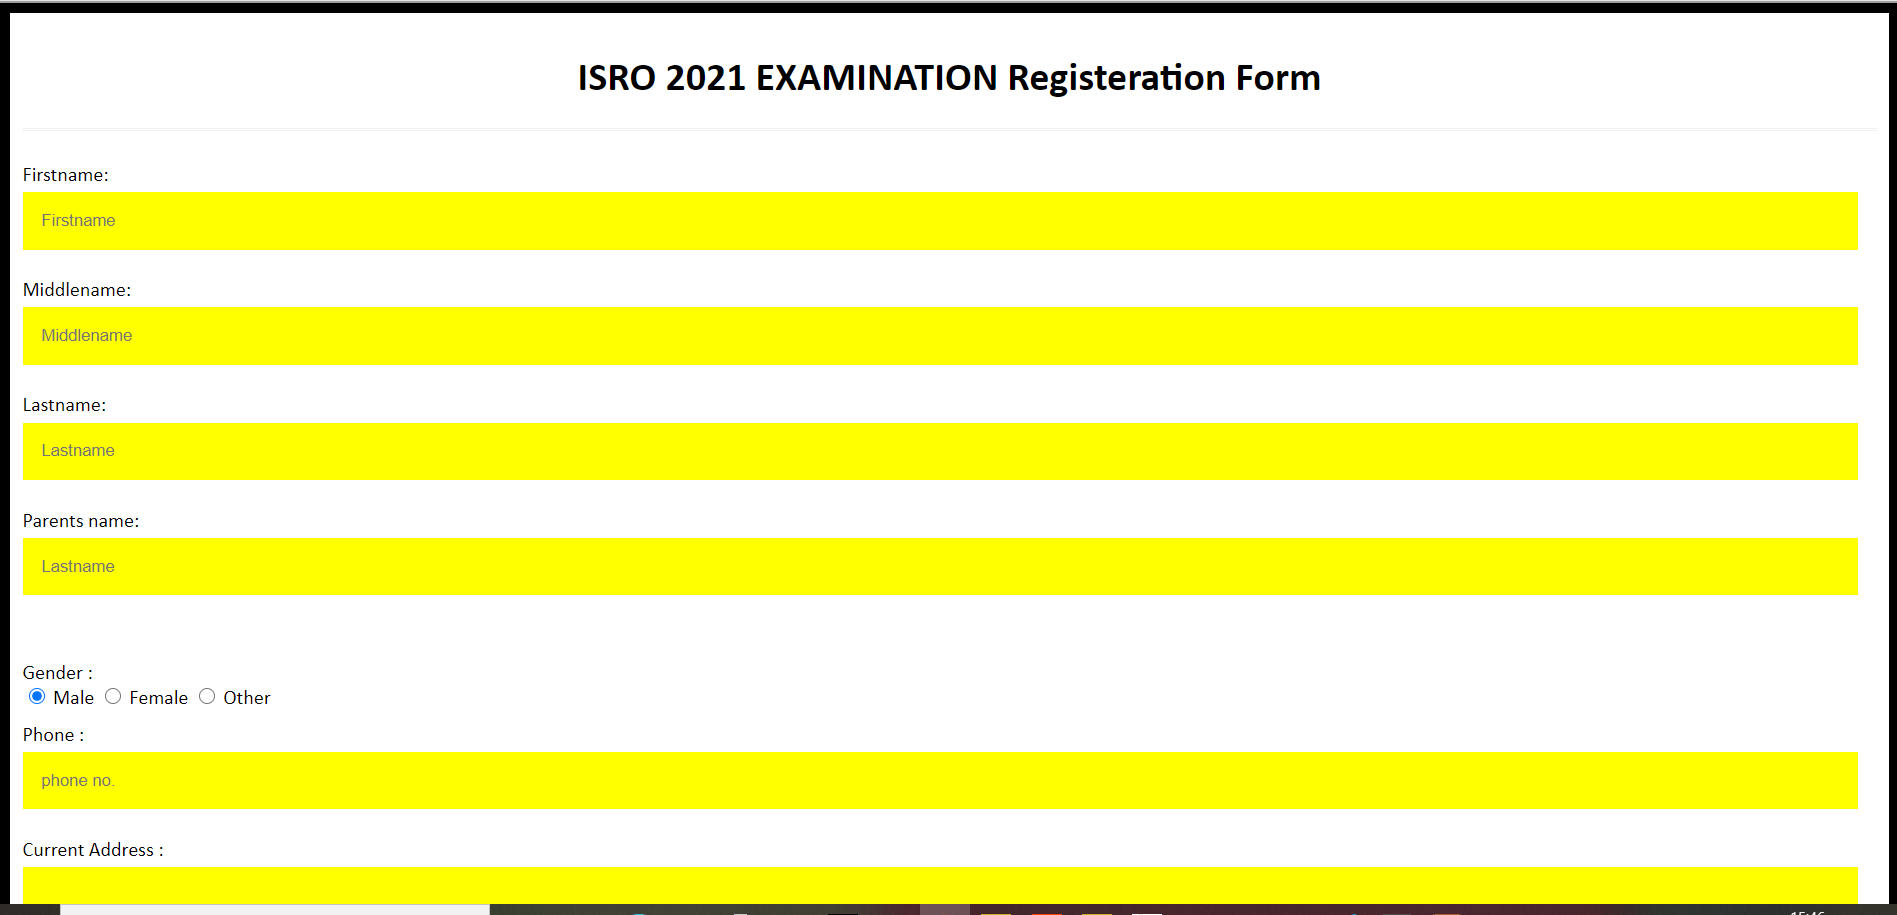 ISRO 2021 EXAMINATION Registeration Form
Firstname:
Firstname
Middlename:
Middlename
Lastname:
Lastname
Parents name:
Lastname
Gender :
Male Female Other
Phone :
phone no.
Current Address :